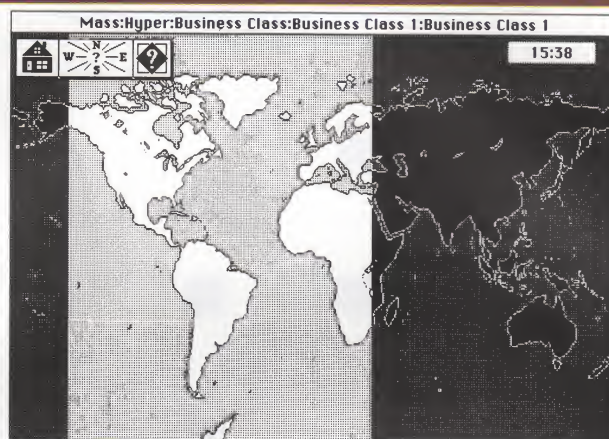 Mass:Hyper:Business Class:Business Class 1:Business Class 1
N
W ? E
S
?
15:38